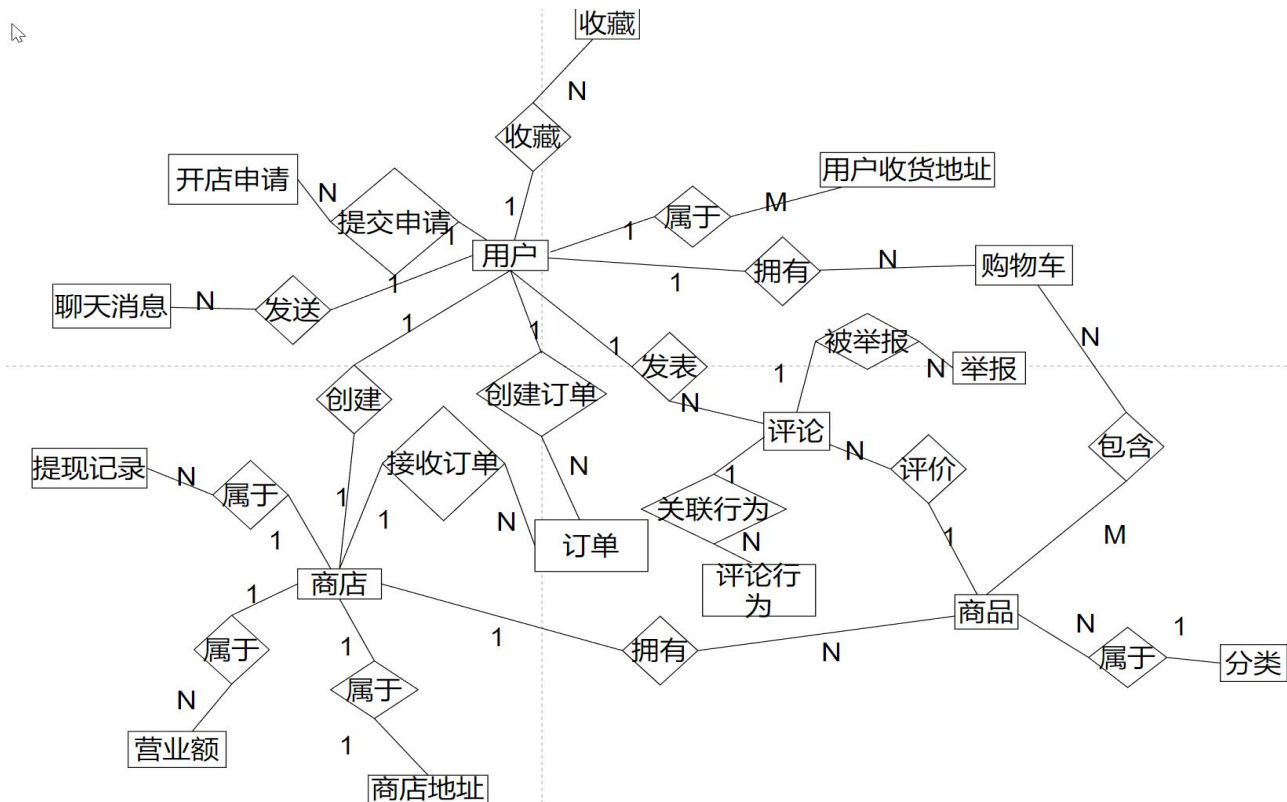 收藏
N
收藏
1
开店申请
N
提交申请
1
用户收货地址
M
属于
1
用户
拥有
1
N
购物车
聊天消息
N
发送
1
1
创建
1
1
创建订单
N
1
发表
N
被举报
1
N
举报
N
包含
M
评论
N
评价
1
提现记录
N
属于
1
接收订单
1
N
订单
1
关联行为
N
评论行
为
商店
1
属于
N
营业额
1
属于
1
商店地址
1
拥有
N
商品
N
属于
1
分类